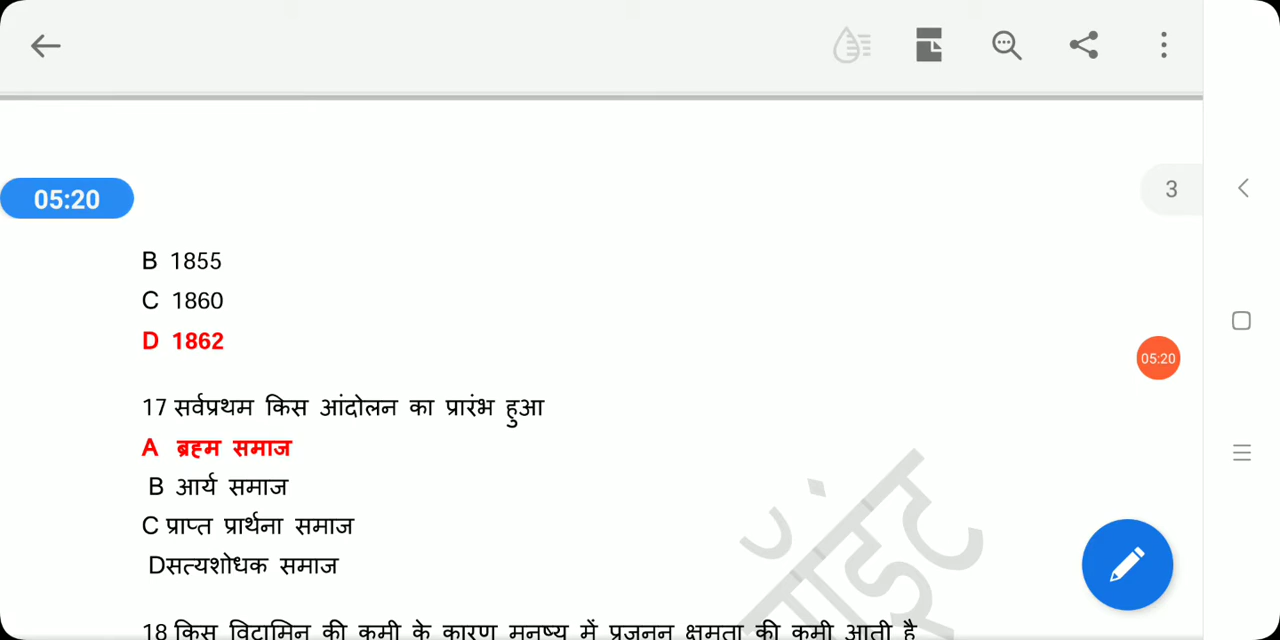 05:20
3
B 1855
C 1860
D 1862
05:20
17 सर्वप्रथम किस आंदोलन का प्रारंभ हुआ
A ब्रह्म समाज
B आर्य समाज
C प्राप्त प्रार्थना समाज
Dसत्यशोधक समाज
18 किस विटामिन की कमी के कारण मनुष्य में प्रजनन क्षमता की कमी आती है